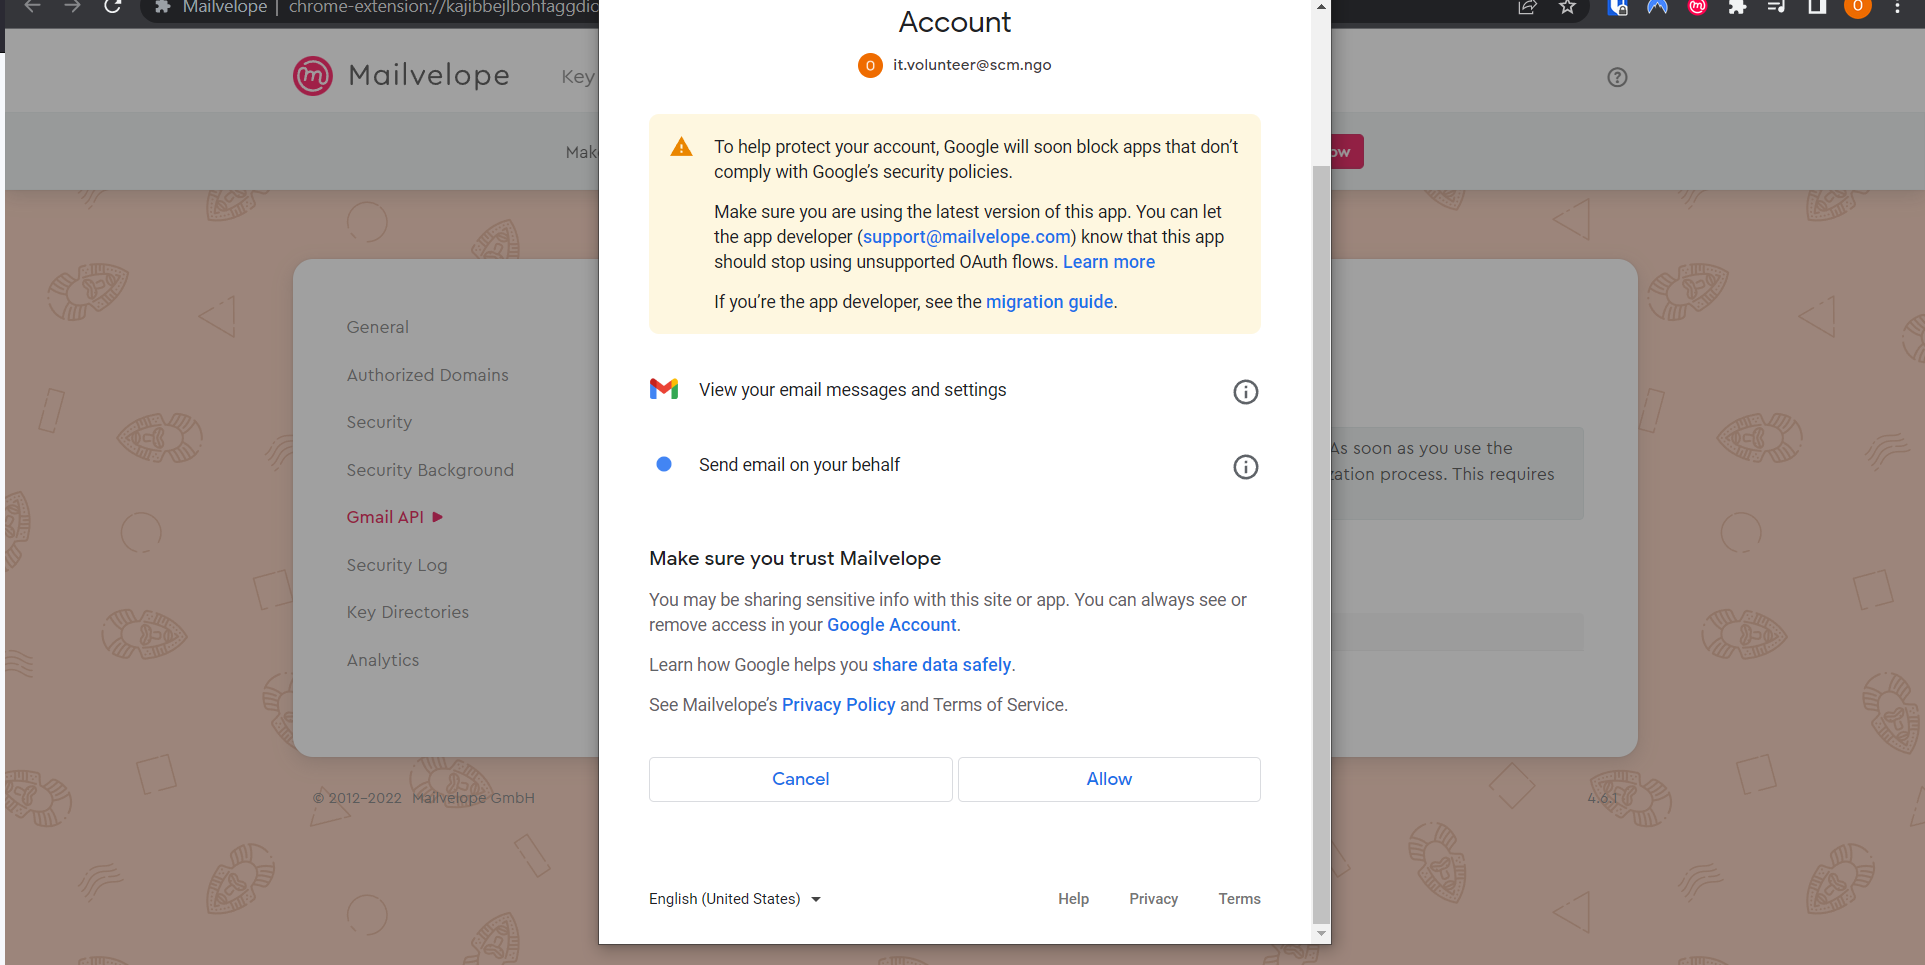 Mailvelope | chrome-extension://kajibbejlbohfaggdio
O
Mailvelope
Key
Mak
ow
General
Authorized Domains
Security
Security Background
Gmail API
Security Log
Key Directories
Analytics
Account
O it.volunteer@scm.ngo
To help protect your account, Google will soon block apps that don’t
comply with Google’s security policies.
Make sure you are using the latest version of this app. You can let
the app developer (support@mailvelope.com) know that this app
should stop using unsupported OAuth flows. Learn more
If you’re the app developer, see the migration guide.
View your email messages and settings
Send email on your behalf
Make sure you trust Mailvelope
You may be sharing sensitive info with this site or app. You can always see or
remove access in your Google Account.
Learn how Google helps you share data safely.
See Mailvelope’s Privacy Policy and Terms of Service.
Cancel
Allow
English (United States)
Help Privacy Terms
As soon as you use the
ation process. This requires
© 2012-2022 Mailvelope GmbH
4.6.1